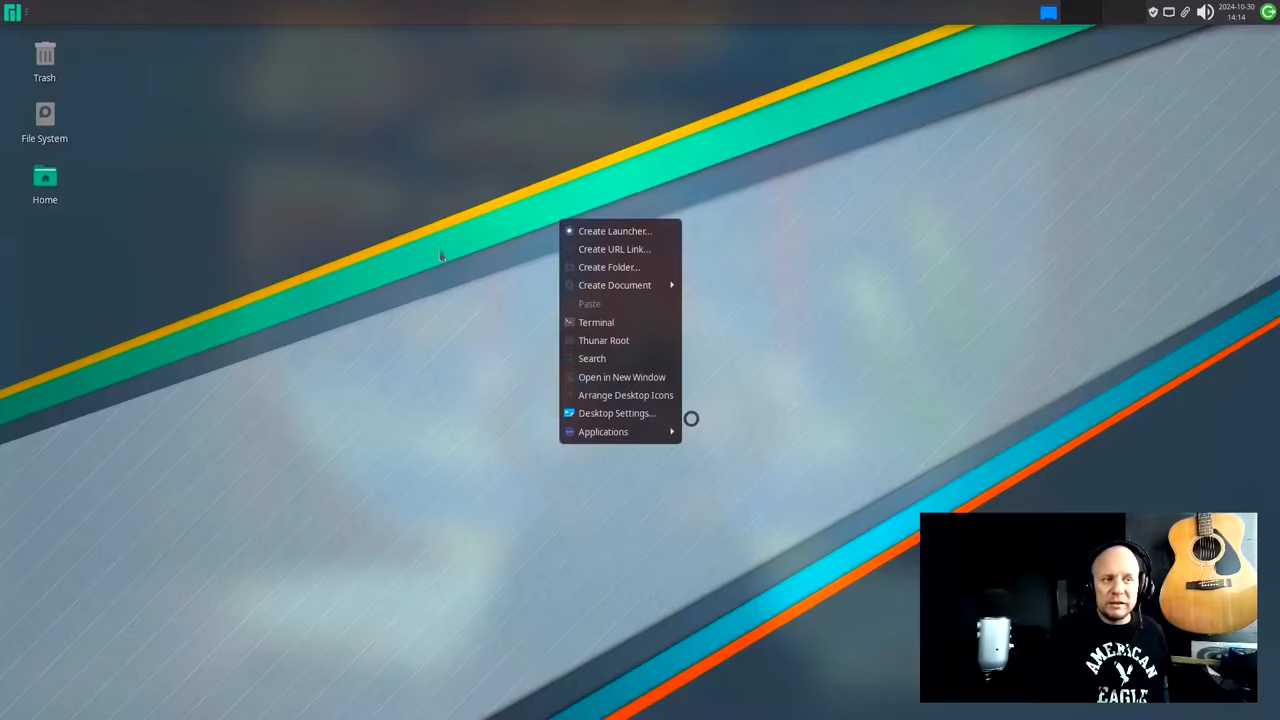 2024-10-30
14:14
Trash
File System
Home
Create Launcher...
Create URL Link...
Create Folder...
Create Document
Paste
Terminal
Thunar Root
Search
Open in New Window
Arrange Desktop Icons
Desktop Settings...
Applications
AMERICAN
EAGLE